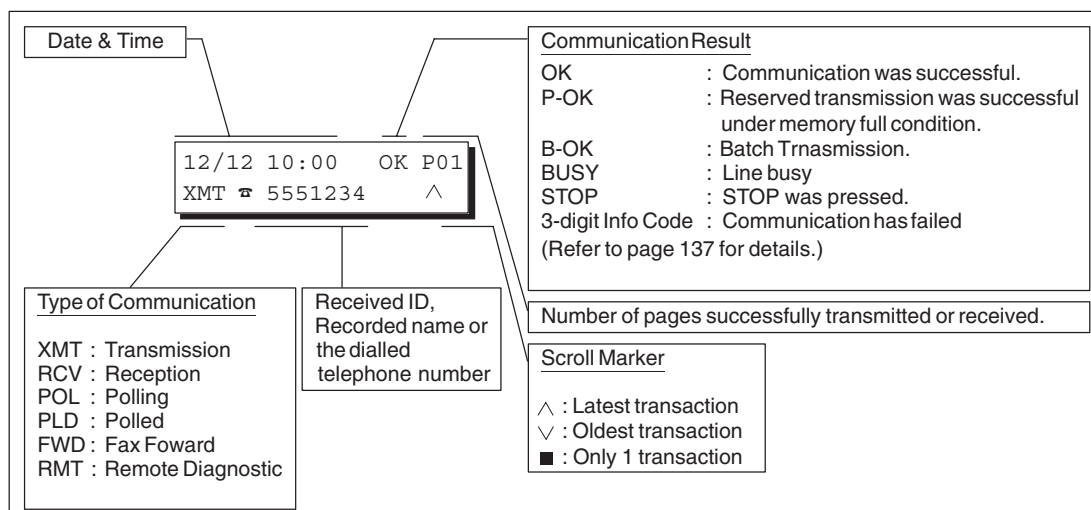 Date & Time
12/12 10:00 OK P01
XMT ☎ 5551234 ∧
Communication Result
OK : Communication was successful.
P-OK : Reserved transmission was successful
under memory full condition.
B-OK : Batch Trnasmission.
BUSY : Line busy
STOP : STOP was pressed.
3-digit Info Code : Communication has failed
(Refer to page 137 for details.)
Type of Communication
XMT : Transmission
RCV : Reception
POL : Polling
PLD : Polled
FWD : Fax Foward
RMT : Remote Diagnostic
Received ID,
Recorded name or
the dialled
telephone number
Number of pages successfully transmitted or received.
Scroll Marker
∧ : Latest transaction
∨ : Oldest transaction
■ : Only 1 transaction